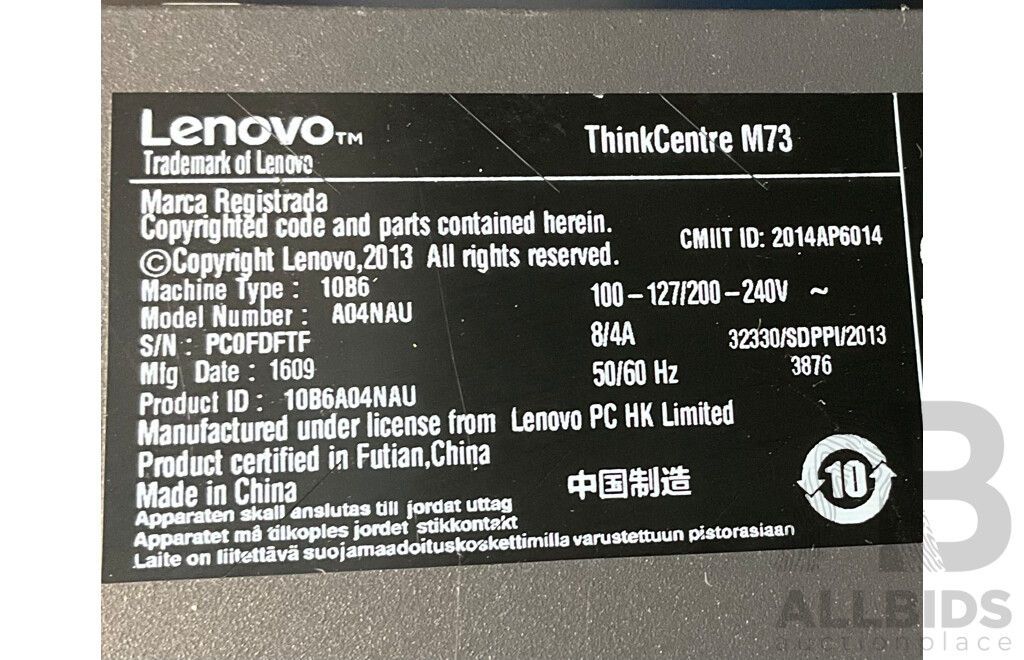 Lenovo™
Trademark of Lenovo
ThinkCentre M73
Marca Registrada
Copyrighted code and parts contained herein.
©Copyright Lenovo,2013 All rights reserved.
CMIIT ID: 2014AP6014
Machine Type : 10B6
Model Number : A04NAU
S/N : PC0FDFTF
Mfg Date : 1609
Product ID : 10B6A04NAU
100-127/200-240V ~
8/4A
50/60 Hz
32330/SDPPI/2013
3876
Manufactured under license from Lenovo PC HK Limited
Product certified in Futian,China
Made in China
中国制造
10
Apparaten skall anslutas till jordat uttag
Apparatet må tilkoples jordet stikkontakt
Laite on liitettävä suojamaadoituskoskettimilla varustettuun pistorasiaan
AB
ALLBIDS
auctionplace